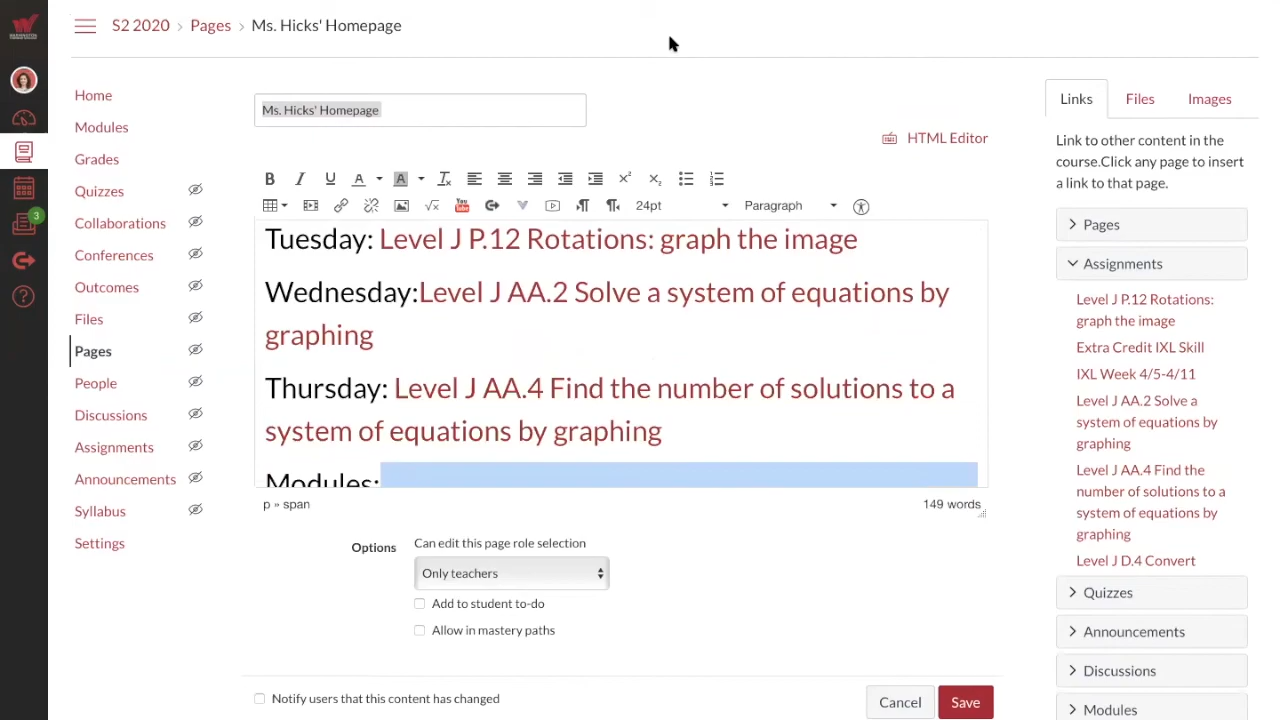 S2 2020 › Pages › Ms. Hicks' Homepage
Home
Modules
Grades
Quizzes
Collaborations
Conferences
Outcomes
Files
Pages
People
Discussions
Assignments
Announcements
Syllabus
Settings
3
Ms. Hicks' Homepage
HTML Editor
24pt
Paragraph
Tuesday: Level J P.12 Rotations: graph the image
Wednesday:Level J AA.2 Solve a system of equations by
graphing
Thursday: Level J AA.4 Find the number of solutions to a
system of equations by graphing
Modules:
p » span
149 words
Options
Can edit this page role selection
Only teachers
Add to student to-do
Allow in mastery paths
Notify users that this content has changed
Cancel
Save
Links
Files
Images
Link to other content in the
course.Click any page to insert
a link to that page.
Pages
Assignments
Level J P.12 Rotations:
graph the image
Extra Credit IXL Skill
IXL Week 4/5-4/11
Level J AA.2 Solve a
system of equations by
graphing
Level J AA.4 Find the
number of solutions to a
system of equations by
graphing
Level J D.4 Convert
Quizzes
Announcements
Discussions
Modules